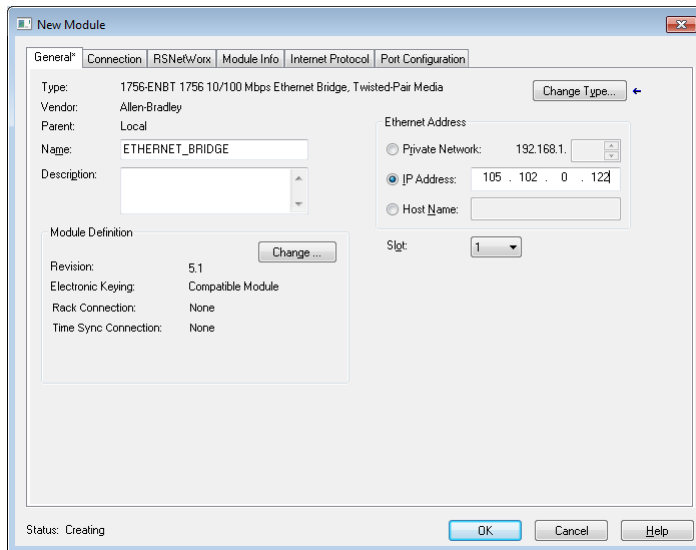 New Module
General* Connection RSNetWorx Module Info Internet Protocol Port Configuration
Type: 1756-ENBT 1756 10/100 Mbps Ethernet Bridge, Twisted-Pair Media
Change Type...
Vendor: Allen-Bradley
Parent: Local
Name: ETHERNET_BRIDGE
Description:
Ethernet Address
Private Network: 192.168.1.
IP Address: 105 . 102 . 0 . 122
Host Name:
Slot: 1
Module Definition
Change ...
Revision: 5.1
Electronic Keying: Compatible Module
Rack Connection: None
Time Sync Connection: None
Status: Creating
OK Cancel Help